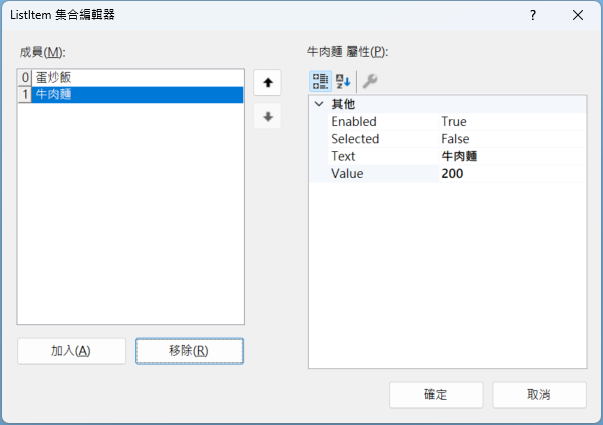 ListItem 集合編輯器
?
成員(M):
0 蛋炒飯
1 牛肉麵
加入(A)
移除(R)
牛肉麵 屬性(P):
其他
Enabled True
Selected False
Text 牛肉麵
Value 200
確定
取消